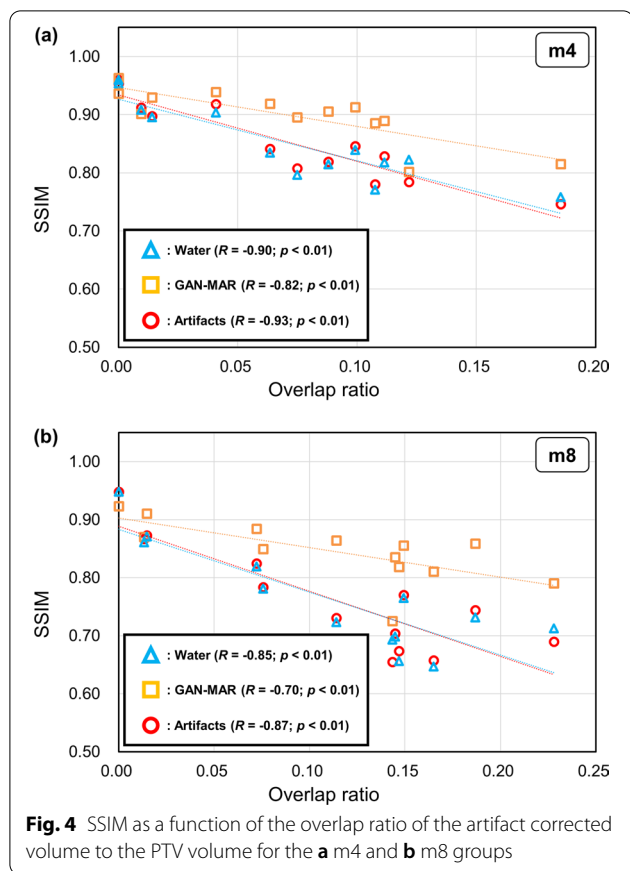 (a)
m4
1.00
0.90
0.80
0.70
0.60
0.50
SSIM
: Water (R = -0.90; p < 0.01)
: GAN-MAR (R = -0.82; p < 0.01)
: Artifacts (R = -0.93; p < 0.01)
0.00 0.05 0.10 0.15 0.20
Overlap ratio
(b)
m8
1.00
0.90
0.80
0.70
0.60
0.50
SSIM
: Water (R = -0.85; p < 0.01)
: GAN-MAR (R = -0.70; p < 0.01)
: Artifacts (R = -0.87; p < 0.01)
0.00 0.05 0.10 0.15 0.20 0.25
Overlap ratio
Fig. 4 SSIM as a function of the overlap ratio of the artifact corrected
volume to the PTV volume for the a m4 and b m8 groups